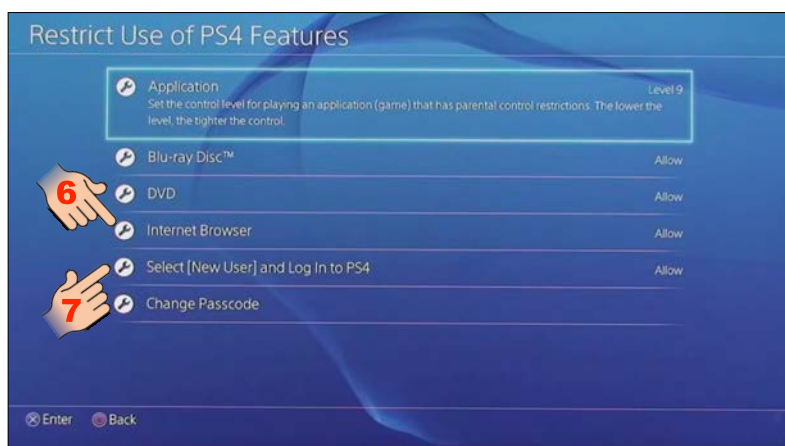 Restrict Use of PS4 Features
Application Level 9
Set the control level for playing an application (game) that has parental control restrictions. The lower the
level, the tighter the control.
Blu-ray Disc™ Allow
6 DVD Allow
Internet Browser Allow
Select [New User] and Log In to PS4 Allow
7 Change Passcode
Enter Back